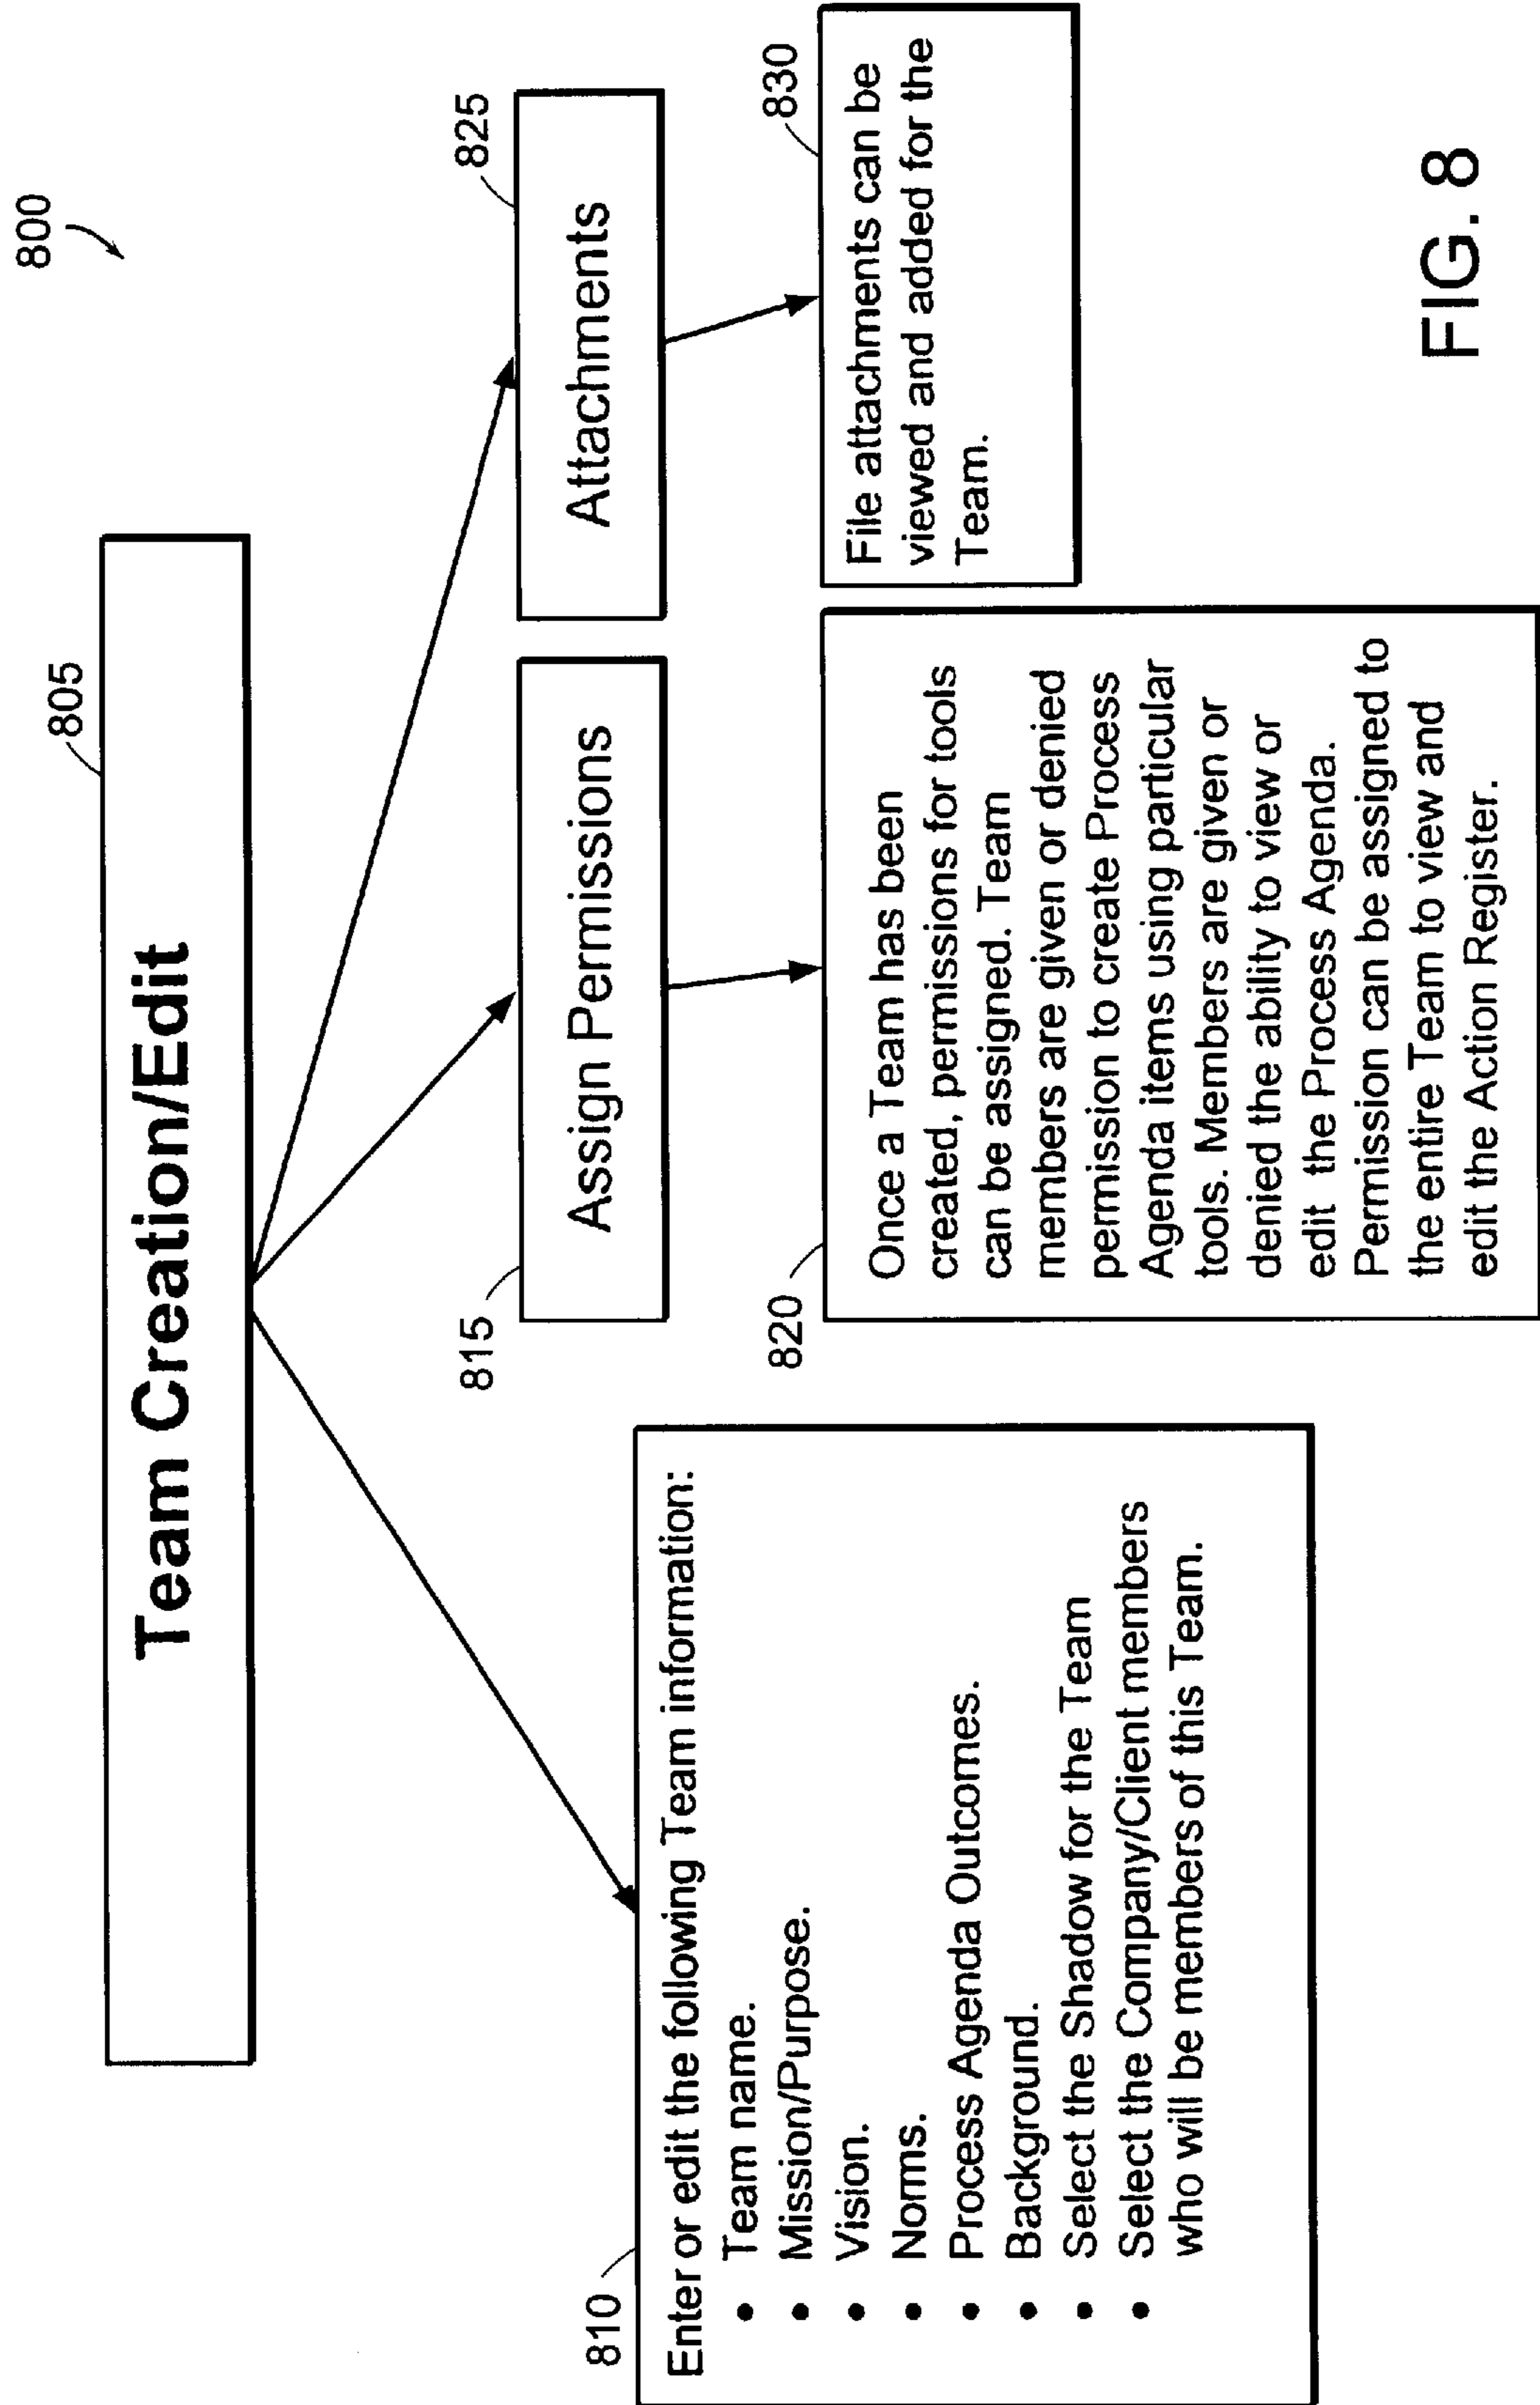 800
805
Team Creation/Edit
810
Enter or edit the following Team information:
• Team name.
• Mission/Purpose.
• Vision.
• Norms.
• Process Agenda Outcomes.
• Background.
• Select the Shadow for the Team
• Select the Company/Client members
who will be members of this Team.
815
Assign Permissions
820
Once a Team has been
created, permissions for tools
can be assigned. Team
members are given or denied
permission to create Process
Agenda items using particular
tools. Members are given or
denied the ability to view or
edit the Process Agenda.
Permission can be assigned to
the entire Team to view and
edit the Action Register.
825
Attachments
830
File attachments can be
viewed and added for the
Team.
FIG. 8